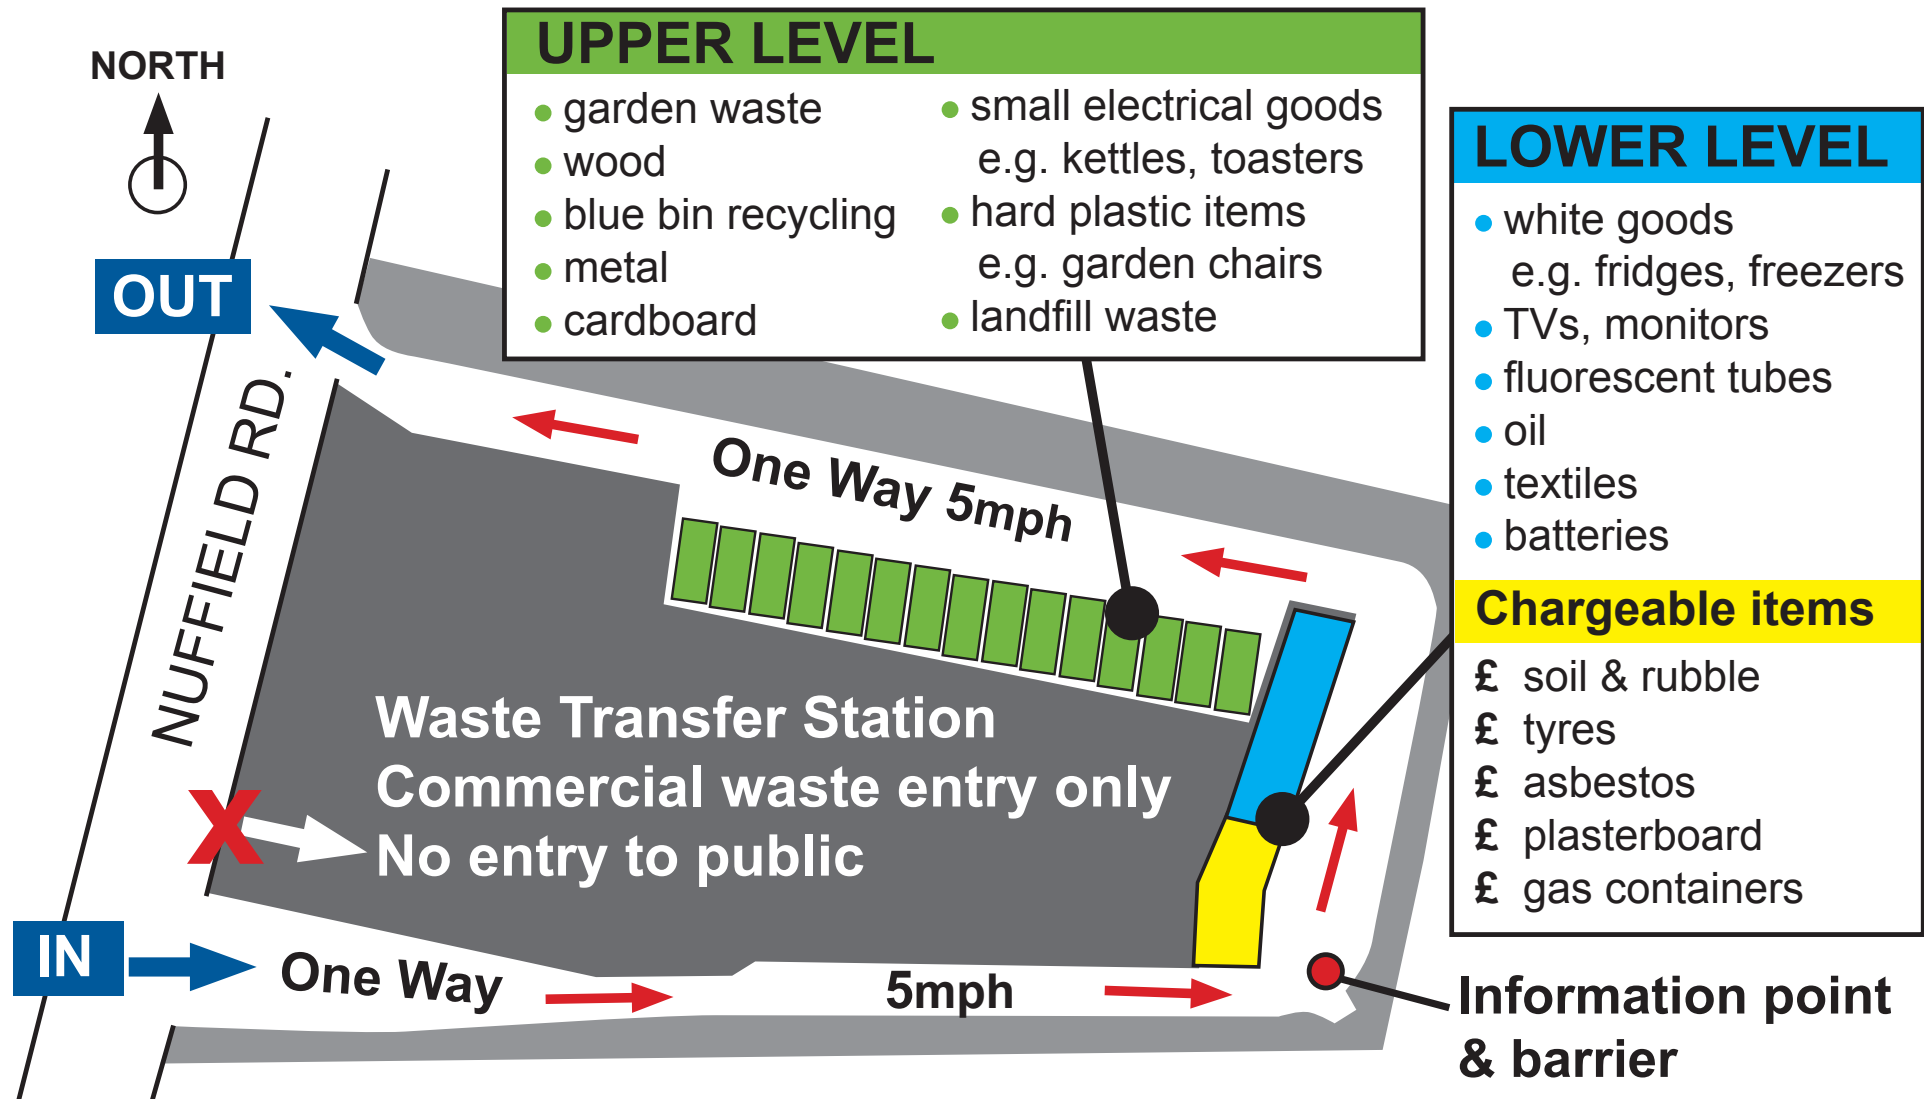 NORTH
UPPER LEVEL
garden waste
wood
blue bin recycling
metal
cardboard
small electrical goods
e.g. kettles, toasters
hard plastic items
e.g. garden chairs
landfill waste
LOWER LEVEL
white goods
e.g. fridges, freezers
TVs, monitors
fluorescent tubes
oil
textiles
batteries
Chargeable items
£ soil & rubble
£ tyres
£ asbestos
£ plasterboard
£ gas containers
OUT
NUFFIELD RD.
One Way 5mph
Waste Transfer Station
Commercial waste entry only
No entry to public
X
IN
One Way
5mph
Information point
& barrier